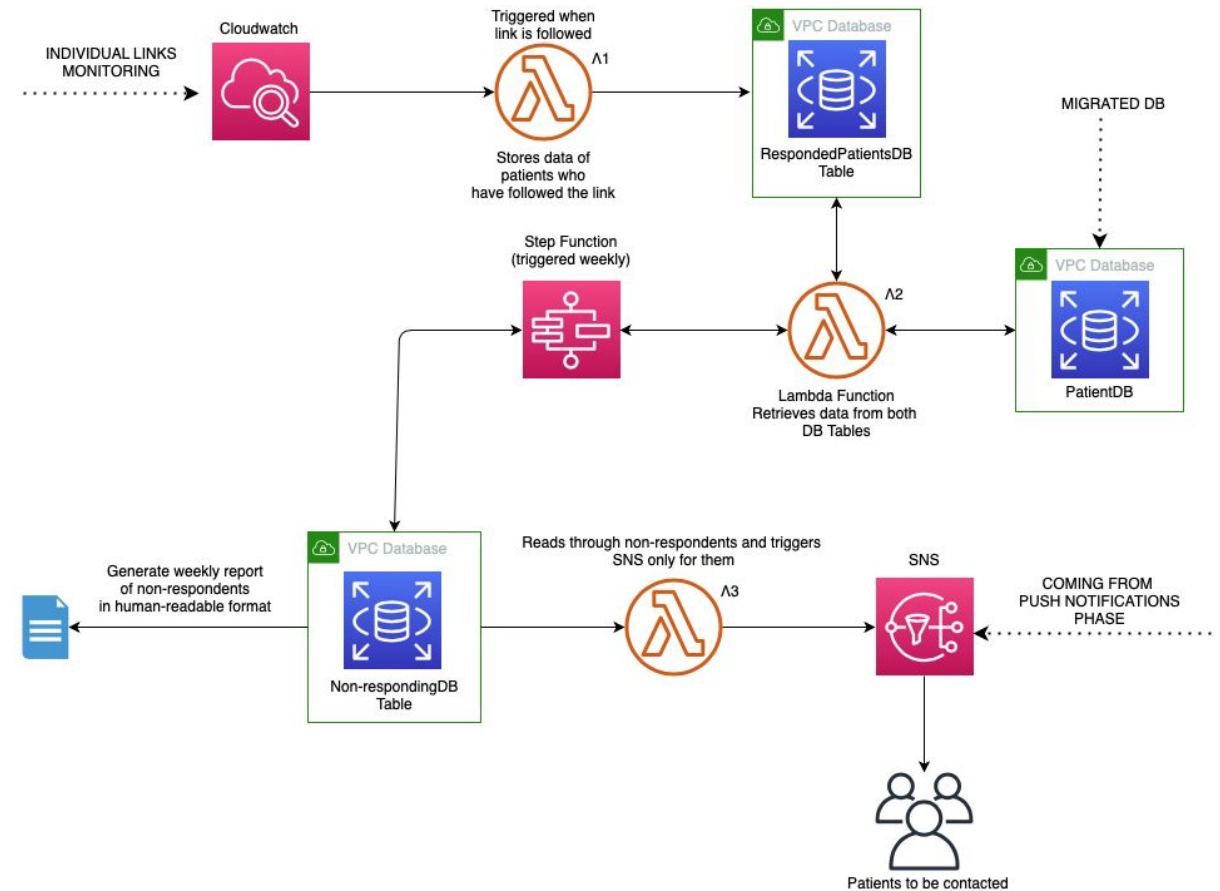 Cloudwatch
INDIVIDUAL LINKS
MONITORING
Triggered when
link is followed
Λ1
Stores data of
patients who
have followed the link
VPC Database
RespondedPatientsDB
Table
MIGRATED DB
VPC Database
PatientDB
Step Function
(triggered weekly)
Λ2
Lambda Function
Retrieves data from both
DB Tables
VPC Database
Non-respondingDB
Table
Generate weekly report
of non-respondents
in human-readable format
Reads through non-respondents and triggers
SNS only for them
Λ3
SNS
COMING FROM
PUSH NOTIFICATIONS
PHASE
Patients to be contacted